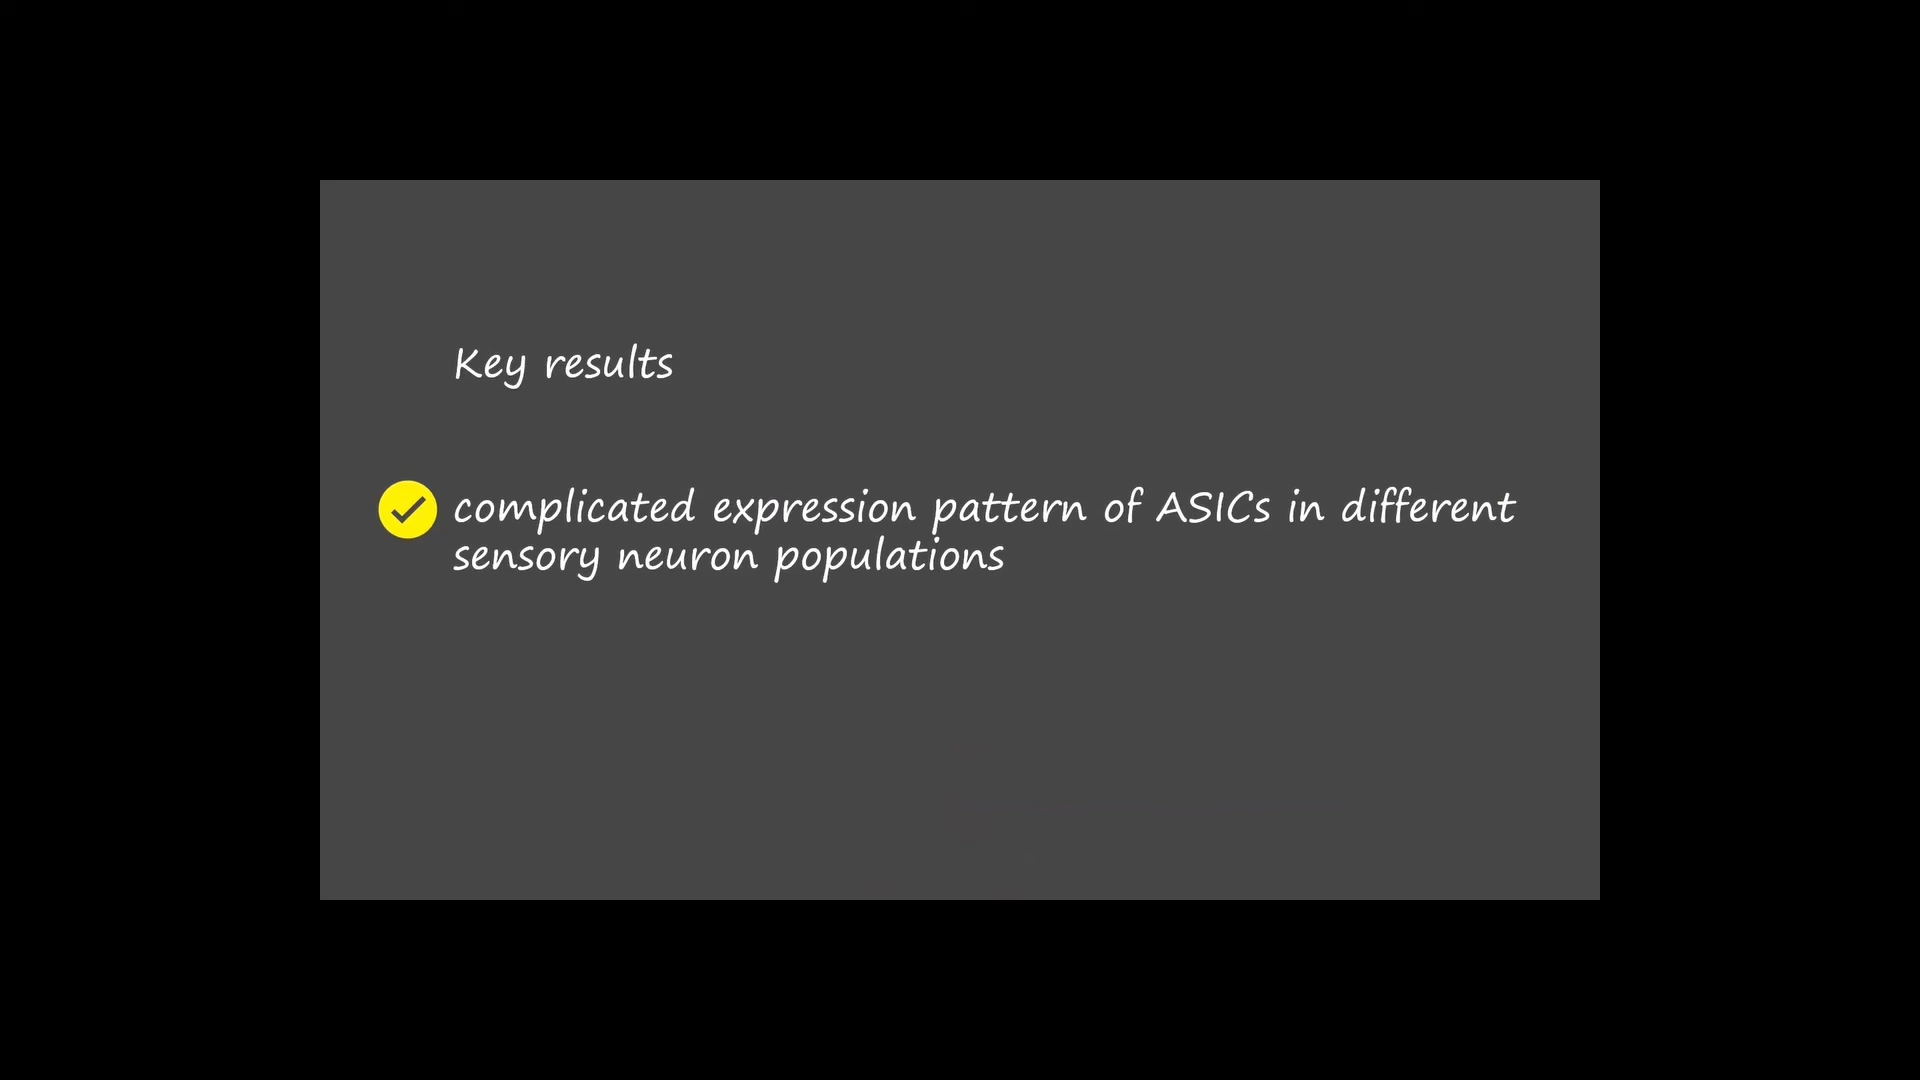 Key results
complicated expression pattern of ASICs in different
sensory neuron populations